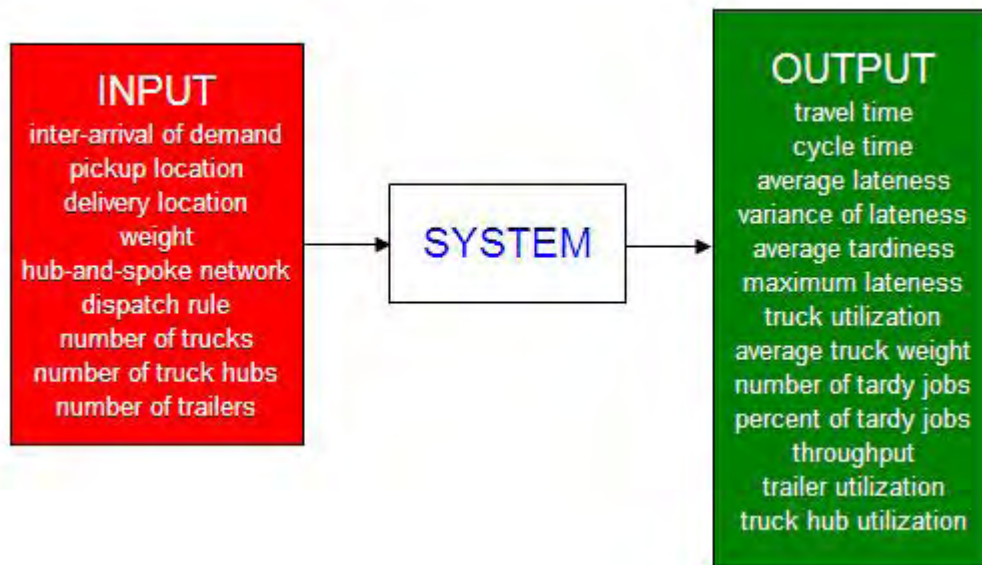 INPUT
inter-arrival of demand
pickup location
delivery location
weight
hub-and-spoke network
dispatch rule
number of trucks
number of truck hubs
number of trailers
SYSTEM
OUTPUT
travel time
cycle time
average lateness
variance of lateness
average tardiness
maximum lateness
truck utilization
average truck weight
number of tardy jobs
percent of tardy jobs
throughput
trailer utilization
truck hub utilization